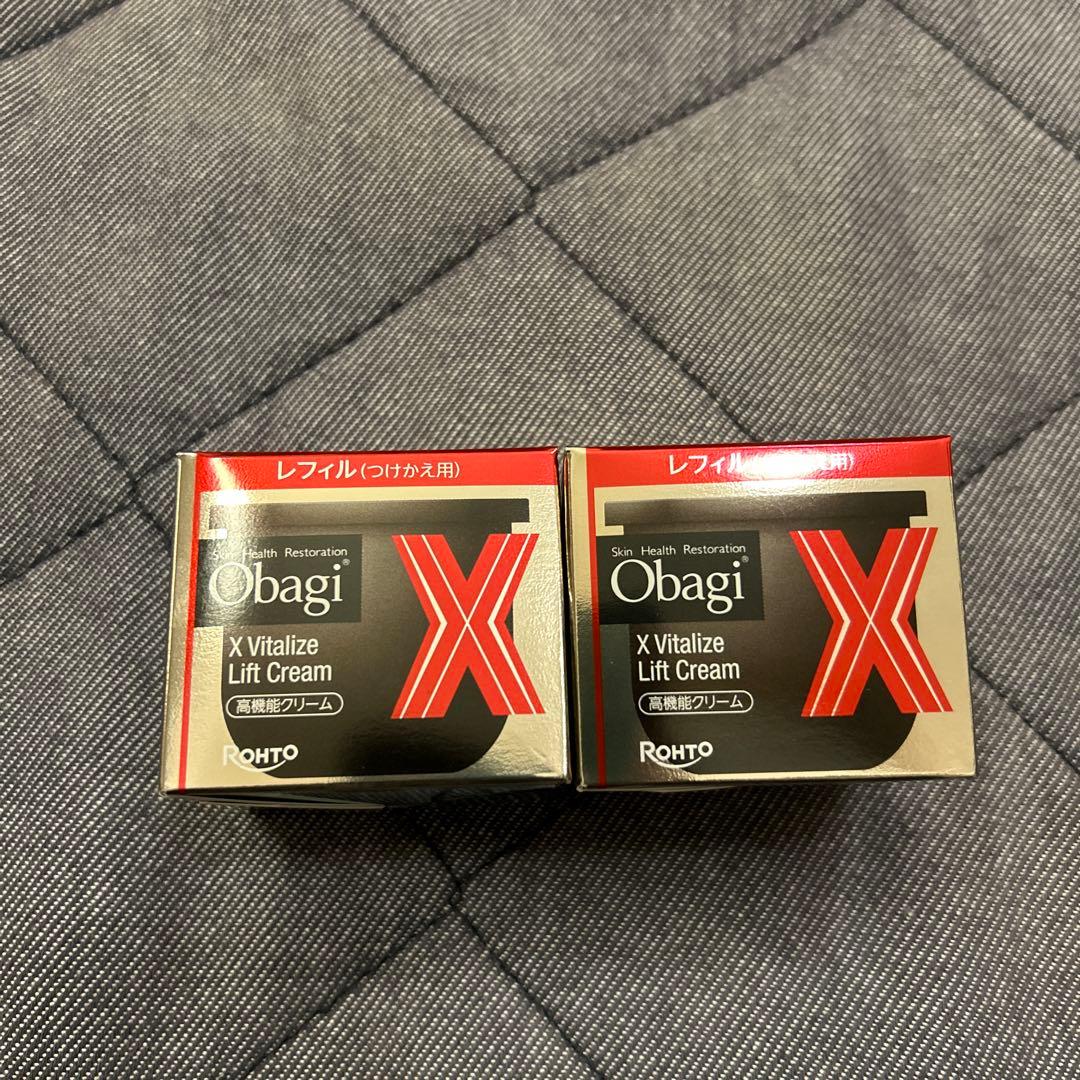 レフィル(つけかえ用)
Skin Health Restoration
Obagi®
X
X Vitalize
Lift Cream
高機能クリーム
ROHTO
レフィル 用)
Skin Health Restoration
Obagi®
X
X Vitalize
Lift Cream
高機能クリーム
ROHTO